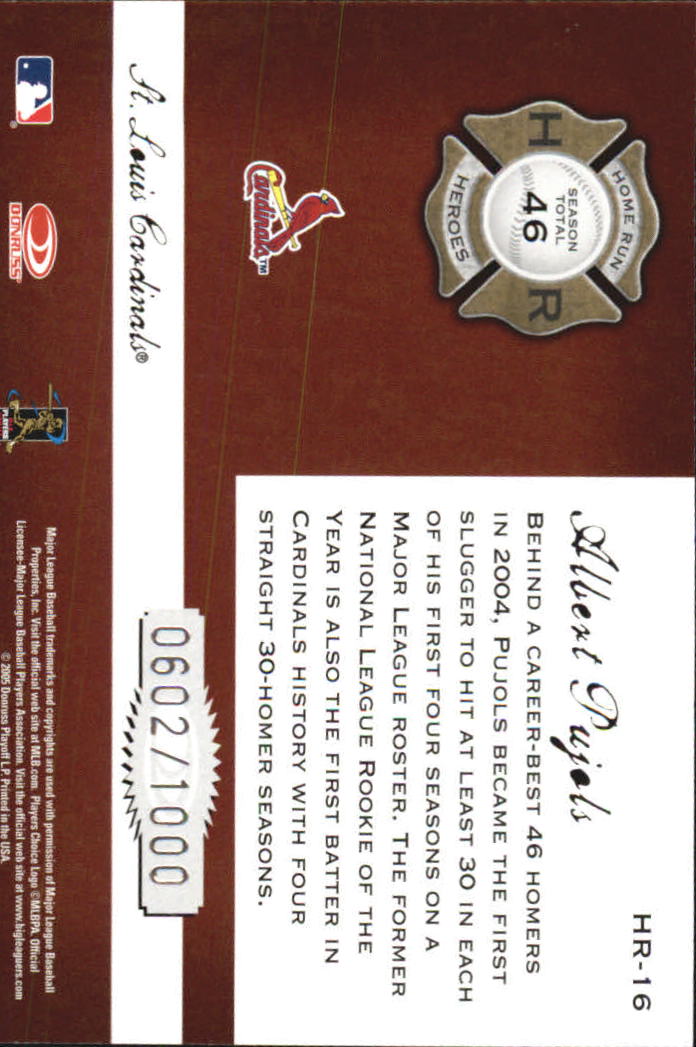 HR-16
HOME RUN
H R
SEASON
TOTAL
46
HEROES
Albert Pujols
BEHIND A CAREER-BEST 46 HOMERS
IN 2004, PUJOLS BECAME THE FIRST
SLUGGER TO HIT AT LEAST 30 IN EACH
OF HIS FIRST FOUR SEASONS ON A
MAJOR LEAGUE ROSTER. THE FORMER
NATIONAL LEAGUE ROOKIE OF THE
YEAR IS ALSO THE FIRST BATTER IN
CARDINALS HISTORY WITH FOUR
STRAIGHT 30-HOMER SEASONS.
Cardinals™
St. Louis Cardinals®
0602/1000
®
DONRUSS
PLAYERS
Major League Baseball trademarks and copyrights are used with permission of Major League Baseball
Properties, Inc. Visit the official web site at MLB.com. Players Choice Logo ©MLBPA, Official
Licensee-Major League Baseball Players Association. Visit the official web site at www.bigleaguers.com
© 2005 Donruss Playoff L.P. Printed in the USA.